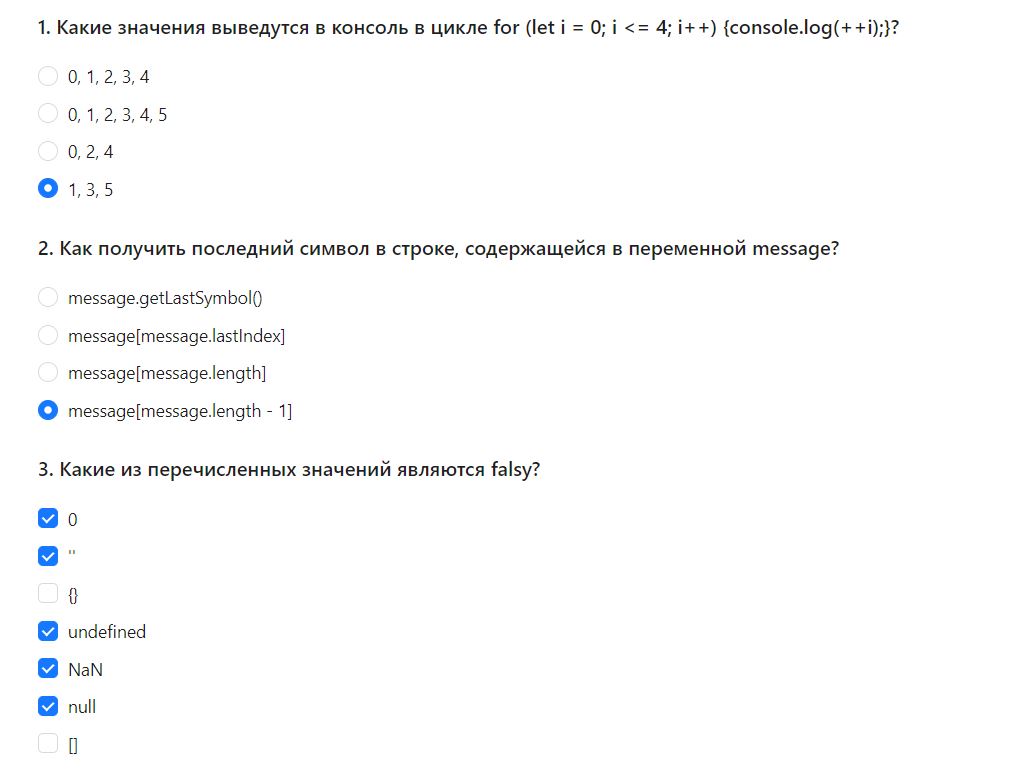 1. Какие значения выведутся в консоль в цикле for (let i = 0; i <= 4; i++) {console.log(++i);}?
0, 1, 2, 3, 4
0, 1, 2, 3, 4, 5
0, 2, 4
1, 3, 5
2. Как получить последний символ в строке, содержащейся в переменной message?
message.getLastSymbol()
message[message.lastIndex]
message[message.length]
message[message.length - 1]
3. Какие из перечисленных значений являются falsy?
0
''
{}
undefined
NaN
null
[]